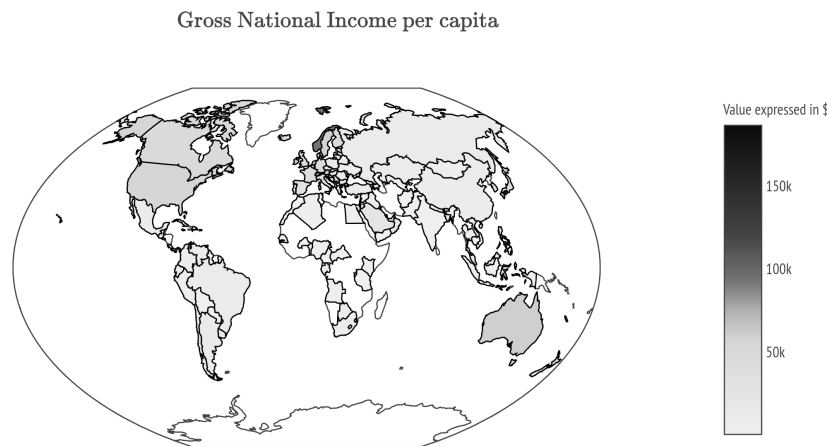 Gross National Income per capita
Value expressed in $
150k
100k
50k